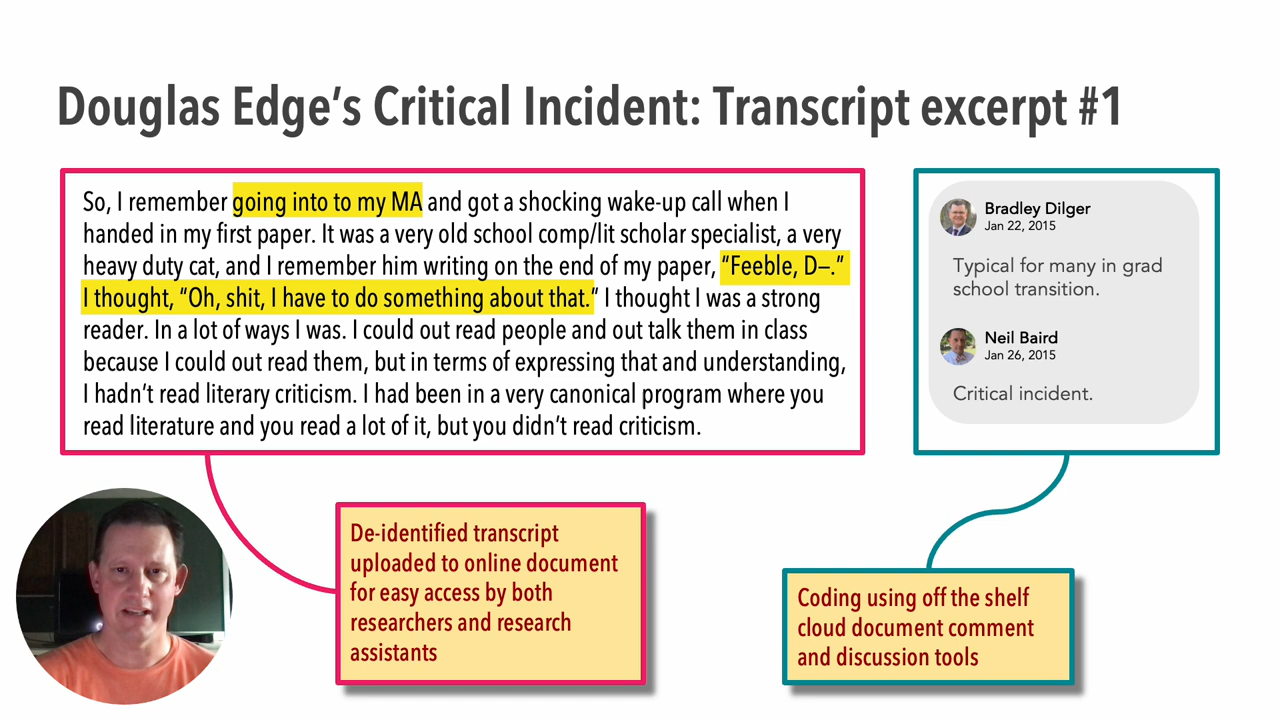 Douglas Edge’s Critical Incident: Transcript excerpt #1
So, I remember going into to my MA and got a shocking wake-up call when I
handed in my first paper. It was a very old school comp/lit scholar specialist, a very
heavy duty cat, and I remember him writing on the end of my paper, “Feeble, D–.”
I thought, “Oh, shit, I have to do something about that.” I thought I was a strong
reader. In a lot of ways I was. I could out read people and out talk them in class
because I could out read them, but in terms of expressing that and understanding,
I hadn’t read literary criticism. I had been in a very canonical program where you
read literature and you read a lot of it, but you didn’t read criticism.
Bradley Dilger
Jan 22, 2015
Typical for many in grad
school transition.
Neil Baird
Jan 26, 2015
Critical incident.
De-identified transcript
uploaded to online document
for easy access by both
researchers and research
assistants
Coding using off the shelf
cloud document comment
and discussion tools